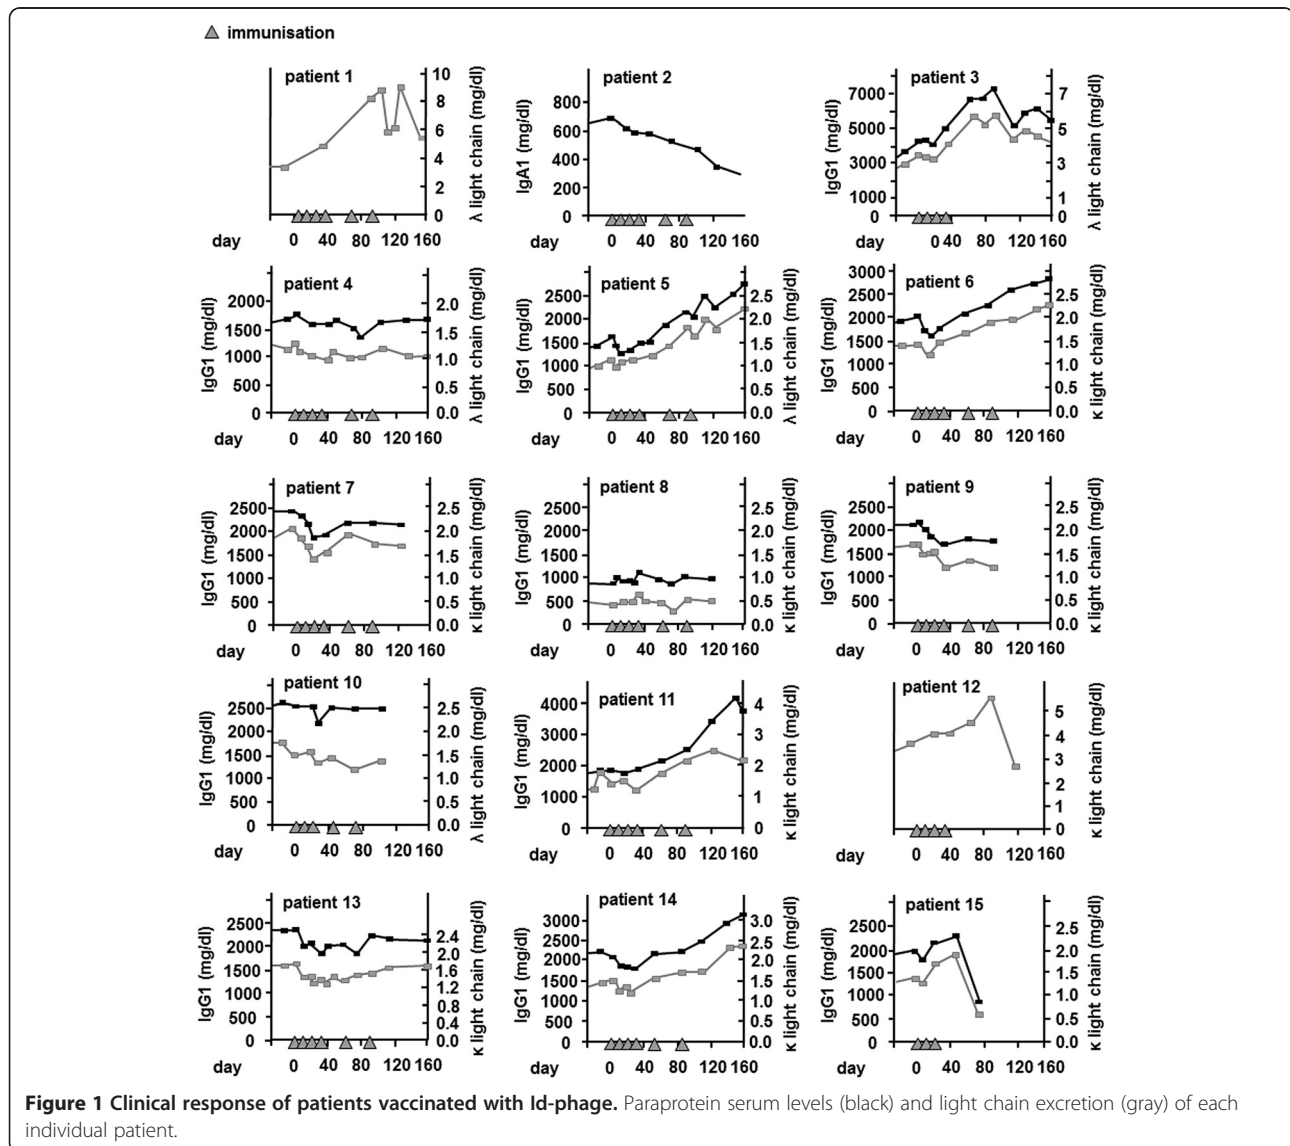 immunisation
patient 1
10
8
6
4
2
0
λ light chain (mg/dl)
day
0 40 80 120 160
patient 2
IgA1 (mg/dl)
800
600
400
200
0
0 40 80 120 160
patient 3
IgG1 (mg/dl)
7000
5000
3000
1000
0
7
5
3
1
0
λ light chain (mg/dl)
day
0 40 80 120 160
patient 4
IgG1 (mg/dl)
2000
1500
1000
500
0
2.0
1.5
1.0
0.5
0.0
λ light chain (mg/dl)
day
0 40 80 120 160
patient 5
IgG1 (mg/dl)
2500
2000
1500
1000
500
0
2.5
2.0
1.5
1.0
0.5
0.0
λ light chain (mg/dl)
day
0 40 80 120 160
patient 6
IgG1 (mg/dl)
3000
2500
2000
1500
1000
500
0
2.5
2.0
1.5
1.0
0.5
0.0
κ light chain (mg/dl)
day
0 40 80 120 160
patient 7
IgG1 (mg/dl)
2500
2000
1500
1000
500
0
2.5
2.0
1.5
1.0
0.5
0.0
κ light chain (mg/dl)
day
0 40 80 120 160
patient 8
IgG1 (mg/dl)
2500
2000
1500
1000
500
0
2.5
2.0
1.5
1.0
0.5
0.0
κ light chain (mg/dl)
day
0 40 80 120 160
patient 9
IgG1 (mg/dl)
2500
2000
1500
1000
500
0
2.5
2.0
1.5
1.0
0.5
0.0
κ light chain (mg/dl)
day
0 40 80 120 160
patient 10
IgG1 (mg/dl)
2500
2000
1500
1000
500
0
2.5
2.0
1.5
1.0
0.5
0.0
λ light chain (mg/dl)
day
0 40 80 120 160
patient 11
IgG1 (mg/dl)
4000
3000
2000
1000
0
4
3
2
1
0
κ light chain (mg/dl)
day
0 40 80 120 160
patient 12
5
4
3
2
1
0
κ light chain (mg/dl)
day
0 40 80 120 160
patient 13
IgG1 (mg/dl)
2500
2000
1500
1000
500
0
2.4
2.0
1.6
1.2
0.8
0.4
0.0
κ light chain (mg/dl)
day
0 40 80 120 160
patient 14
IgG1 (mg/dl)
3000
2500
2000
1500
1000
500
0
3.0
2.5
2.0
1.5
1.0
0.5
0.0
κ light chain (mg/dl)
day
0 40 80 120 160
patient 15
IgG1 (mg/dl)
2500
2000
1500
1000
500
0
2.5
2.0
1.5
1.0
0.5
0.0
κ light chain (mg/dl)
day
0 40 80 120 160
Figure 1 Clinical response of patients vaccinated with Id-phage. Paraprotein serum levels (black) and light chain excretion (gray) of each
individual patient.